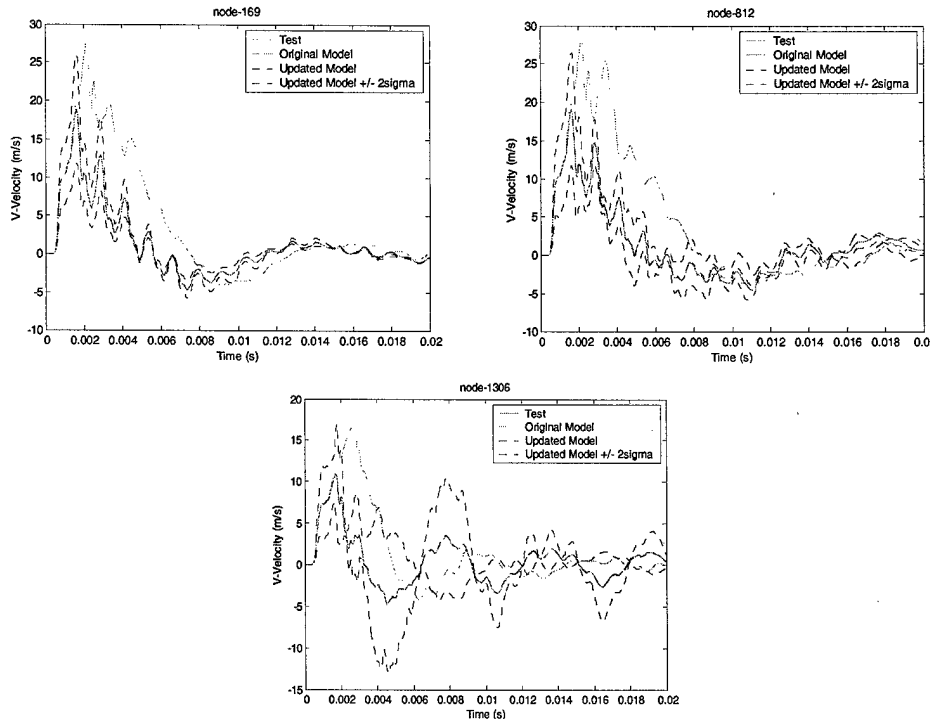 node-169
V-Velocity (m/s)
30
25
20
15
10
5
0
-5
-10
Test
Original Model
Updated Model
Updated Model +/- 2sigma
0 0.002 0.004 0.006 0.008 0.01 0.012 0.014 0.016 0.018 0.02
Time (s)
node-812
V-Velocity (m/s)
30
25
20
15
10
5
0
-5
-10
Test
Original Model
Updated Model
Updated Model +/- 2sigma
0 0.002 0.004 0.006 0.008 0.01 0.012 0.014 0.016 0.018 0.0
Time (s)
node-1306
V-Velocity (m/s)
20
15
10
5
0
-5
-10
-15
Test
Original Model
Updated Model
Updated Model +/- 2sigma
0 0.002 0.004 0.006 0.008 0.01 0.012 0.014 0.016 0.018 0.02
Time (s)